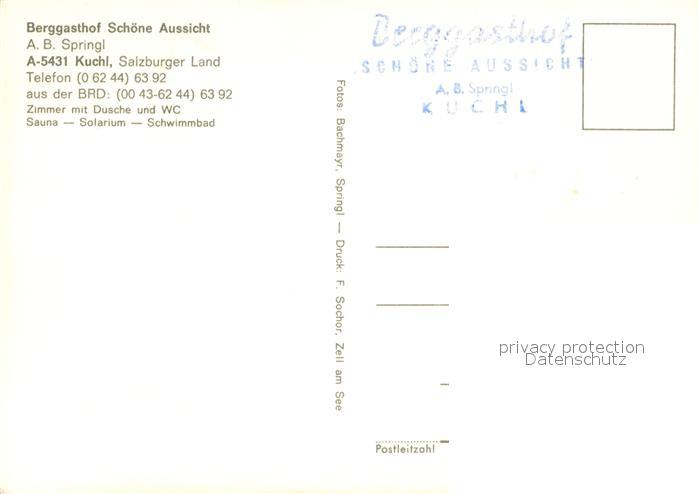 Berggasthof Schöne Aussicht
A. B. Springl
A-5431 Kuchl, Salzburger Land
Telefon (0 62 44) 63 92
aus der BRD: (00 43-62 44) 63 92
Zimmer mit Dusche und WC
Sauna — Solarium — Schwimmbad
Fotos: Bachmayr, Springl — Druck: F. Sochor, Zell am See
Berggasthof
SCHÖNE AUSSICHT
A. B. Springl
KUCHL
privacy protection
Datenschutz
Postleitzahl